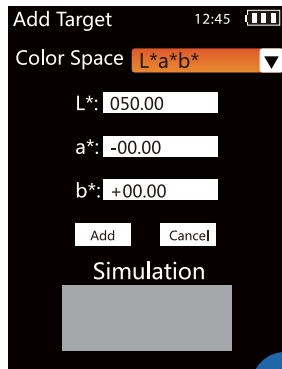 Add Target 12:45
Color Space L*a*b*
L*: 050.00
a*: -00.00
b*: +00.00
Add Cancel
Simulation